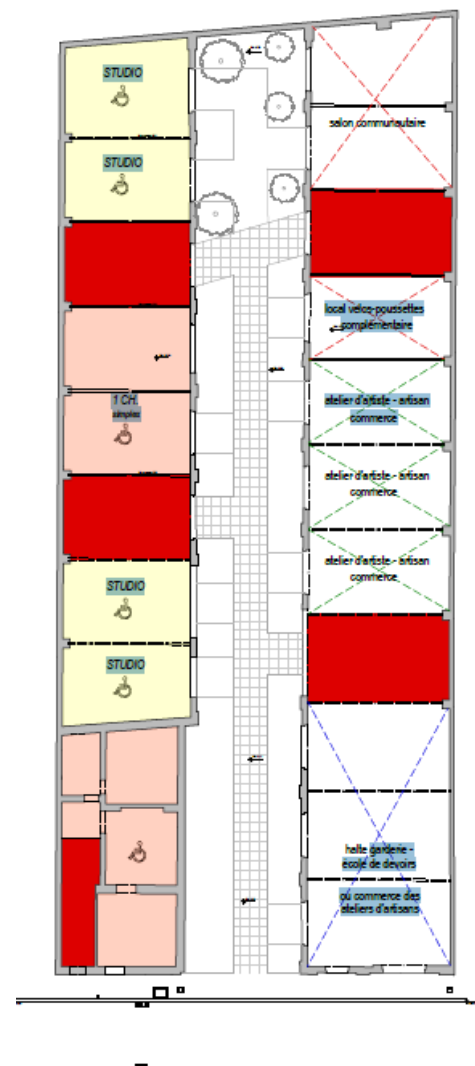 STUDIO
STUDIO
1 CH.
simples
STUDIO
STUDIO
salon communautaire
local velos-poussettes
complémentaire
atelier d'artiste - artisan
commerce
atelier d'artiste - artisan
commerce
atelier d'artiste - artisan
commerce
halte garderie -
école de devoirs
ou commerce des
ateliers d'artisans